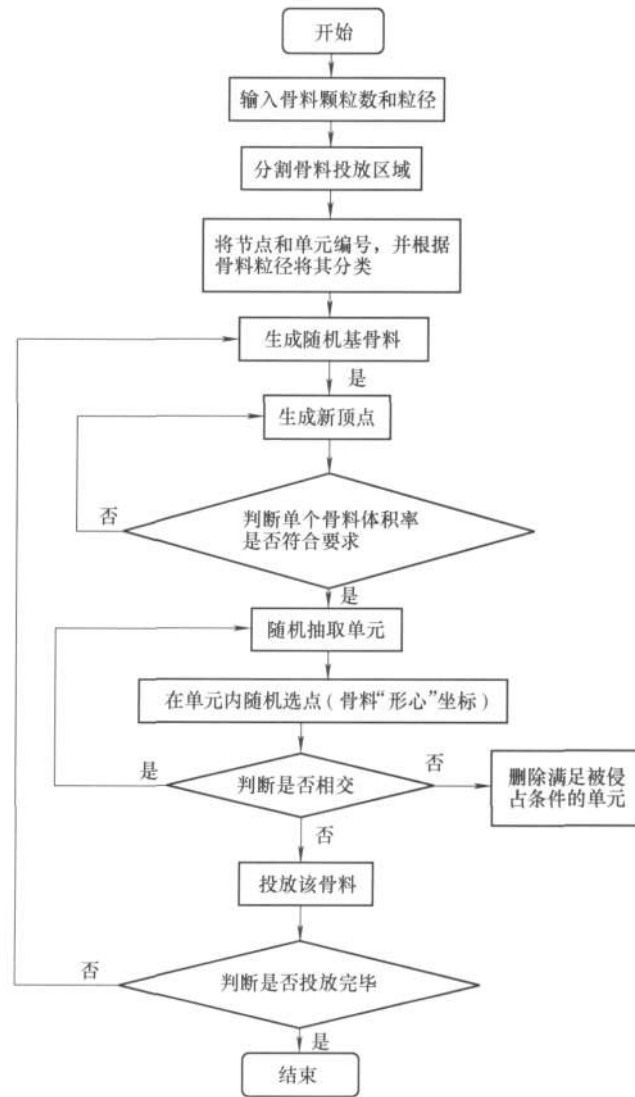 开始
输入骨料颗粒数和粒径
分割骨料投放区域
将节点和单元编号，并根据
骨料粒径将其分类
生成随机基骨料
是
生成新顶点
否
判断单个骨料体积率
是否符合要求
是
随机抽取单元
在单元内随机选点（骨料“形心”坐标）
是
判断是否相交
否
删除满足被侵
占条件的单元
否
投放该骨料
否
判断是否投放完毕
是
结束